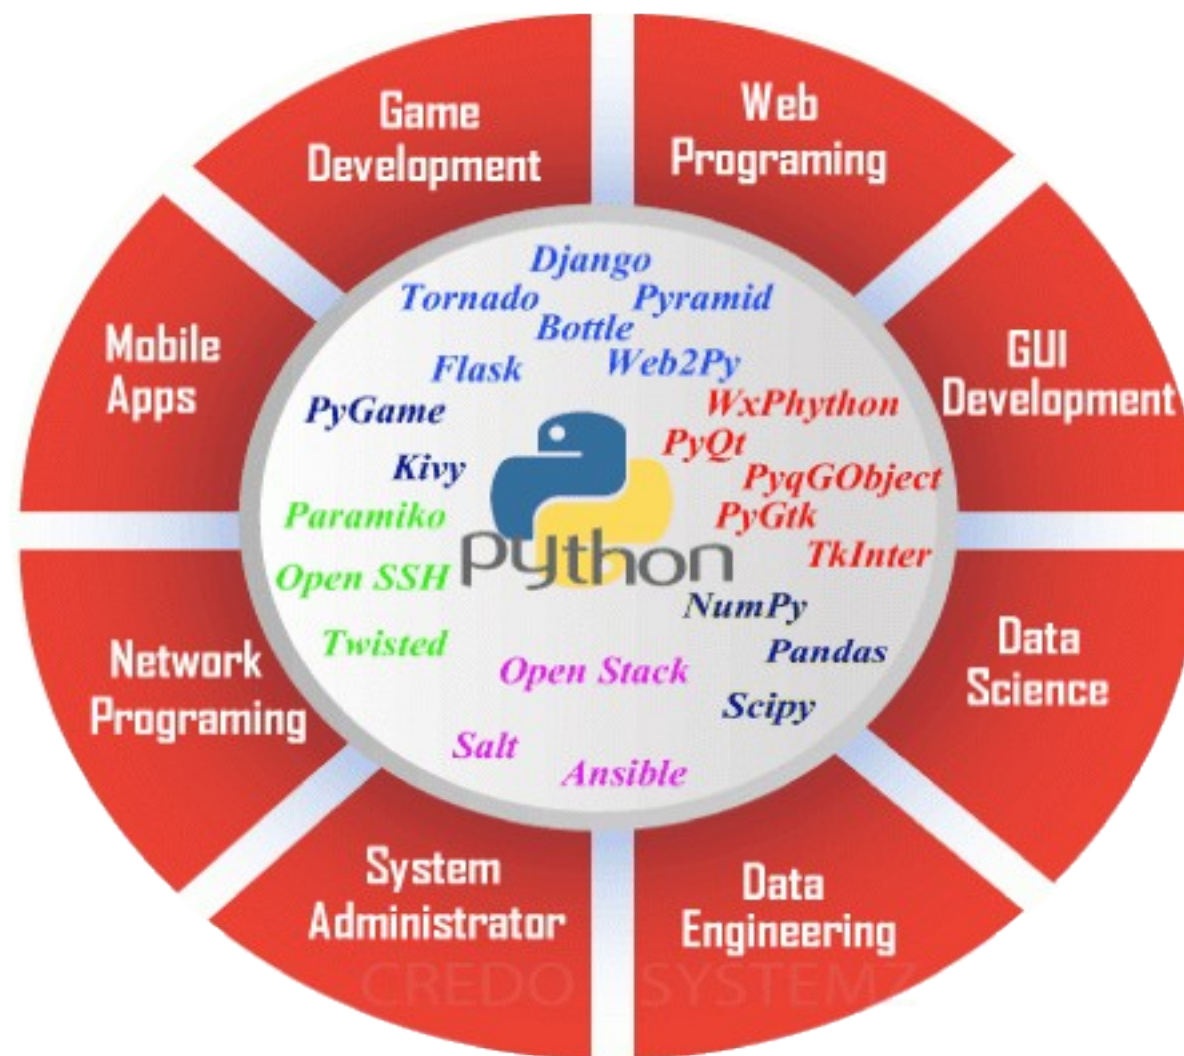 Game
Development
Web
Programing
GUI
Development
Data
Science
Data
Engineering
System
Administrator
Network
Programing
Mobile
Apps
Django
Tornado
Pyramid
Bottle
Flask
Web2Py
PyGame
WxPhython
PyQt
Kivy
PyqGObject
Paramiko
PyGtk
TkInter
Open SSH
python
NumPy
Twisted
Pandas
Open Stack
Scipy
Salt
Ansible
CREDO SYSTEMZ